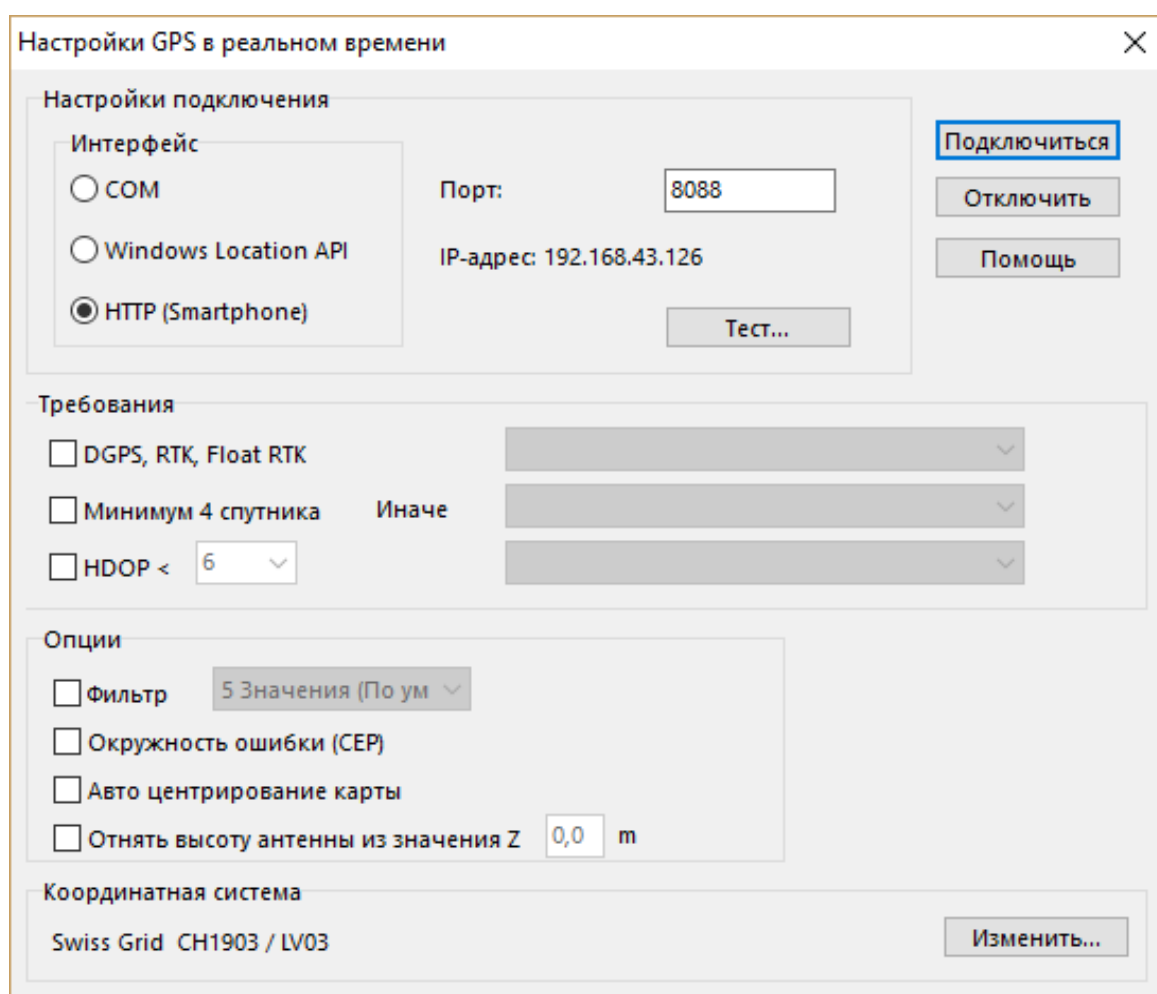 Настройки GPS в реальном времени
Настройки подключения
Интерфейс
COM
Windows Location API
HTTP (Smartphone)
Порт: 8088
IP-адрес: 192.168.43.126
Тест...
Подключиться
Отключить
Помощь
Требования
DGPS, RTK, Float RTK
Минимум 4 спутника Иначе
HDOP < 6
Опции
Фильтр 5 Значения (По ум
Окружность ошибки (CEP)
Авто центрирование карты
Отнять высоту антенны из значения Z 0,0 m
Координатная система
Swiss Grid CH1903 / LV03
Изменить...